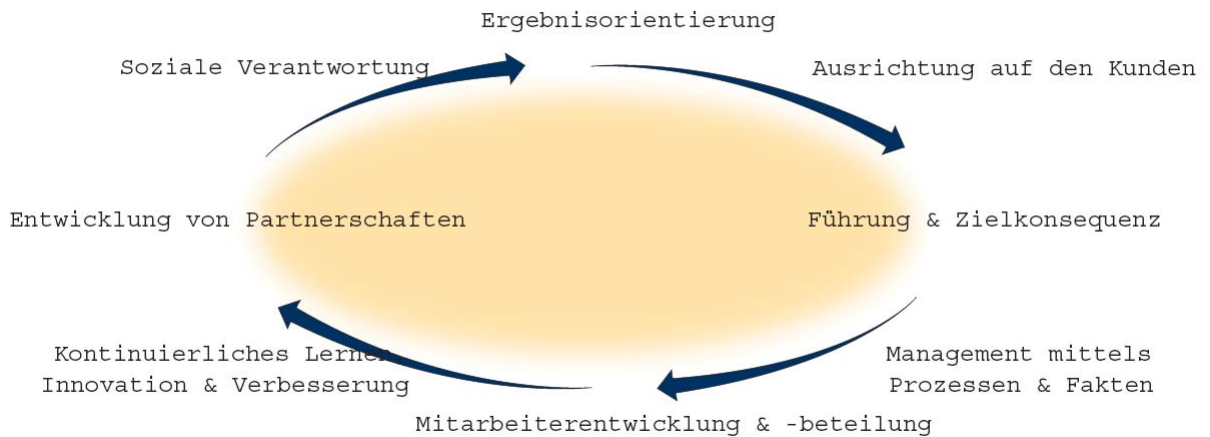 Ergebnisorientierung
Soziale Verantwortung
Ausrichtung auf den Kunden
Entwicklung von Partnerschaften
Führung & Zielkonsequenz
Kontinuierliches Lernen
Innovation & Verbesserung
Management mittels
Prozessen & Fakten
Mitarbeiterentwicklung & -beteilung